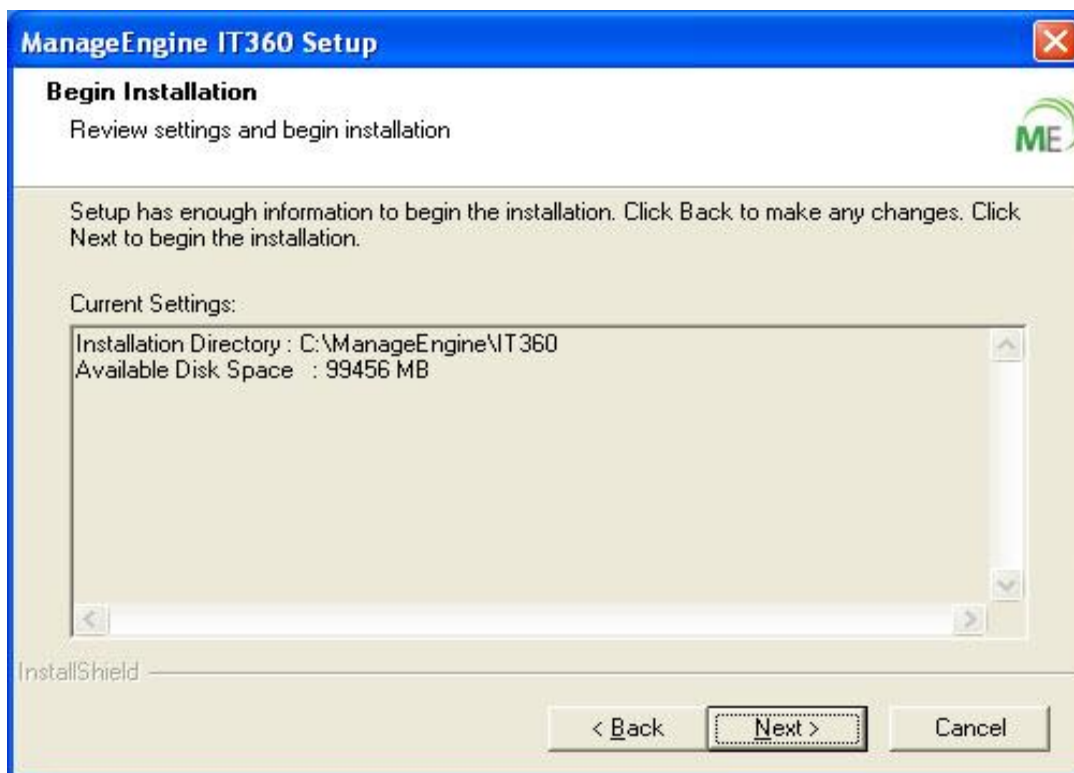 ManageEngine IT360 Setup
Begin Installation
Review settings and begin installation
ME
Setup has enough information to begin the installation. Click Back to make any changes. Click
Next to begin the installation.
Current Settings:
Installation Directory : C:\ManageEngine\IT360
Available Disk Space : 99456 MB
InstallShield
< Back Next > Cancel